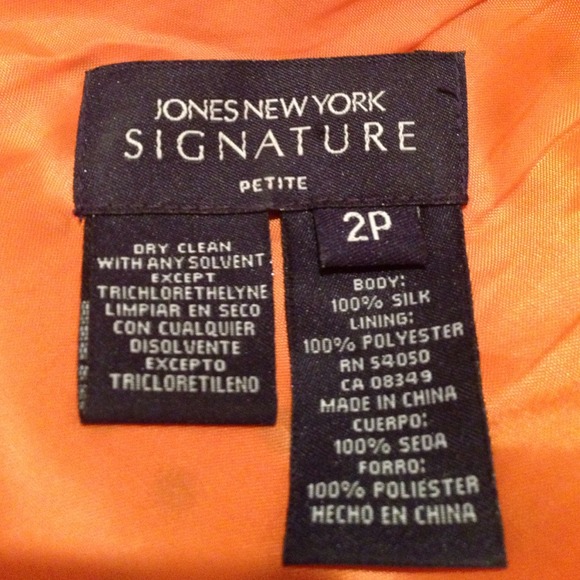 JONES NEW YORK
SIGNATURE
PETITE
2P
DRY CLEAN
WITH ANY SOLVENT
EXCEPT
TRICHLORETHELYNE
LIMPIAR EN SECO
CON CUALQUIER
DISOLVENTE
EXCEPTO
TRICLORETILENO
BODY:
100% SILK
LINING:
100% POLYESTER
RN 54050
CA 08349
MADE IN CHINA
CUERPO:
100% SEDA
FORRO:
100% POLIÉSTER
HECHO EN CHINA